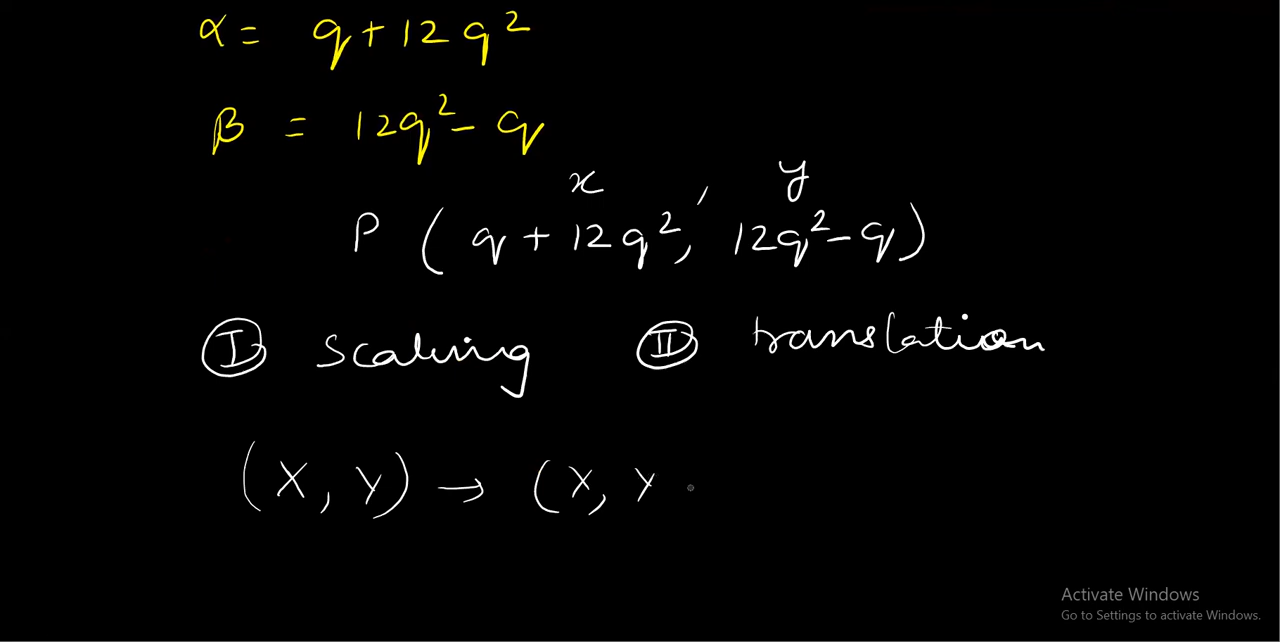 α = q + 12q²
β = 12q² - q
x , y
P ( q + 12q², 12q² - q )
I scaling II translation
(X, Y) → (X, Y
Activate Windows
Go to Settings to activate Windows.